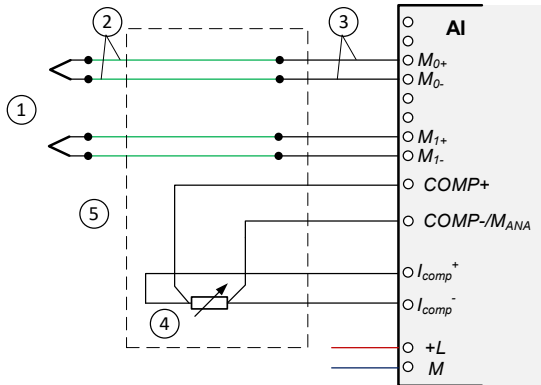 2
3
AI
M0+
M0-
1
M1+
M1-
COMP+
5
COMP-/MANA
Icomp+
4
Icomp-
+L
M